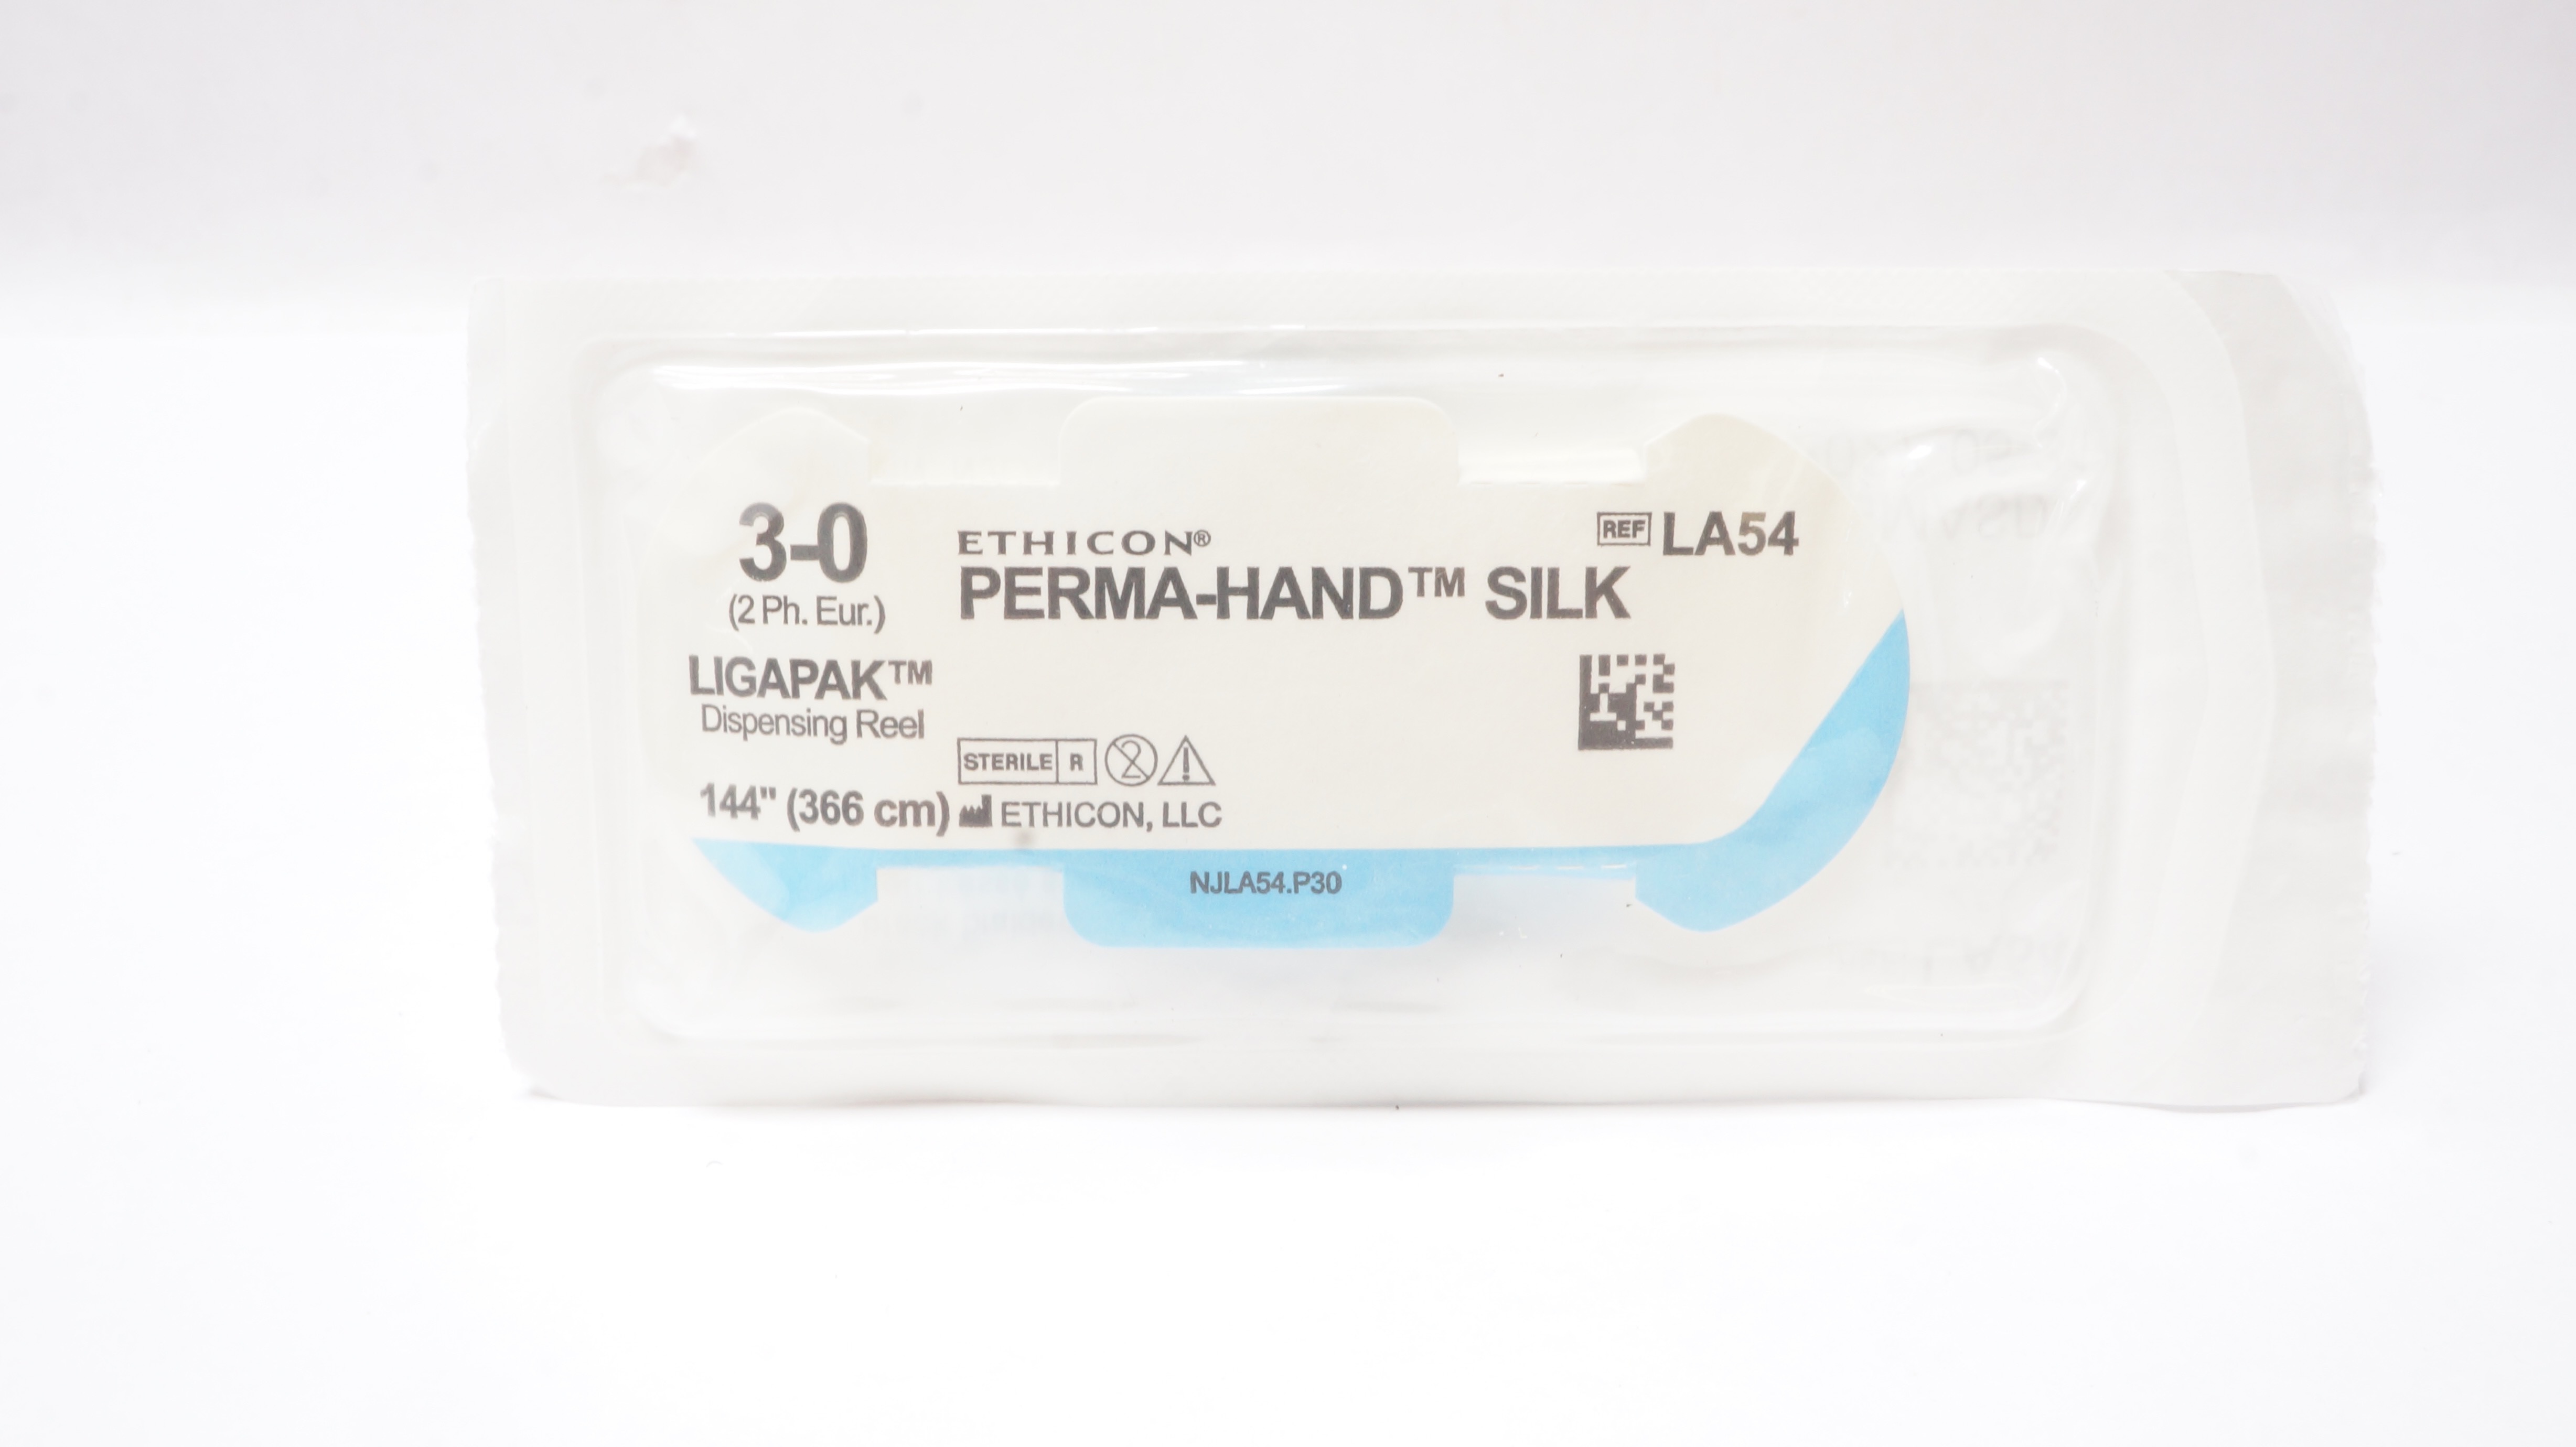 3-0
(2 Ph. Eur.)
LIGAPAK™
Dispensing Reel
144" (366 cm)
ETHICON®
PERMA-HAND™ SILK
REF LA54
STERILE R
2
ETHICON, LLC
NJLA54.P30